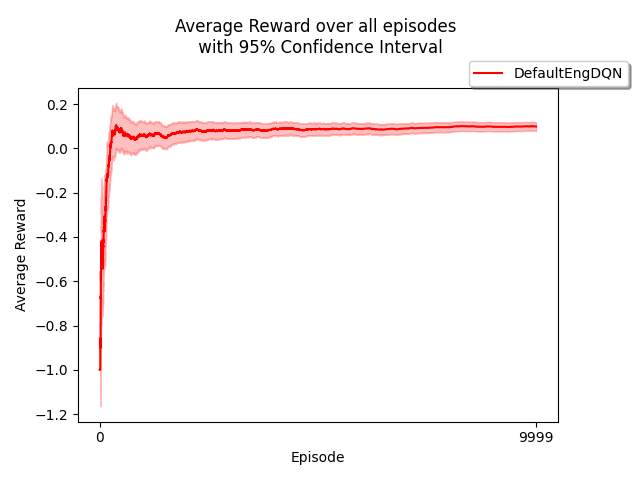 Average Reward over all episodes
with 95% Confidence Interval
DefaultEngDQN
0.2
0.0
−0.2
−0.4
−0.6
−0.8
−1.0
−1.2
Average Reward
0 9999
Episode